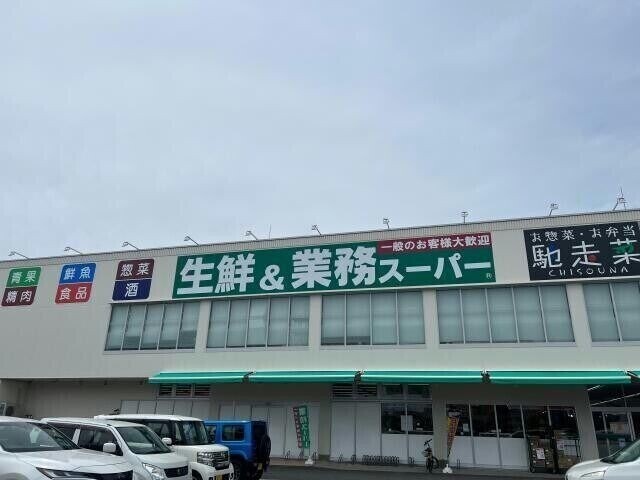 青果
精肉
鮮魚
食品
惣菜
酒
生鮮&業務スーパー®
一般のお客様大歓迎
お惣菜・お弁当
馳走菜
CHISOUNA